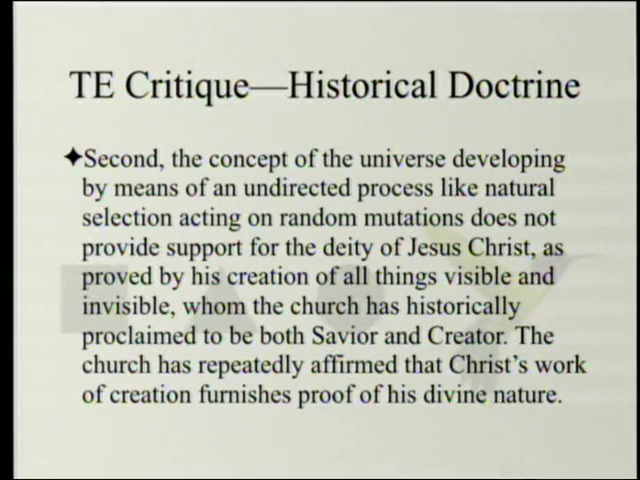 TE Critique—Historical Doctrine
✦Second, the concept of the universe developing
by means of an undirected process like natural
selection acting on random mutations does not
provide support for the deity of Jesus Christ, as
proved by his creation of all things visible and
invisible, whom the church has historically
proclaimed to be both Savior and Creator. The
church has repeatedly affirmed that Christ's work
of creation furnishes proof of his divine nature.